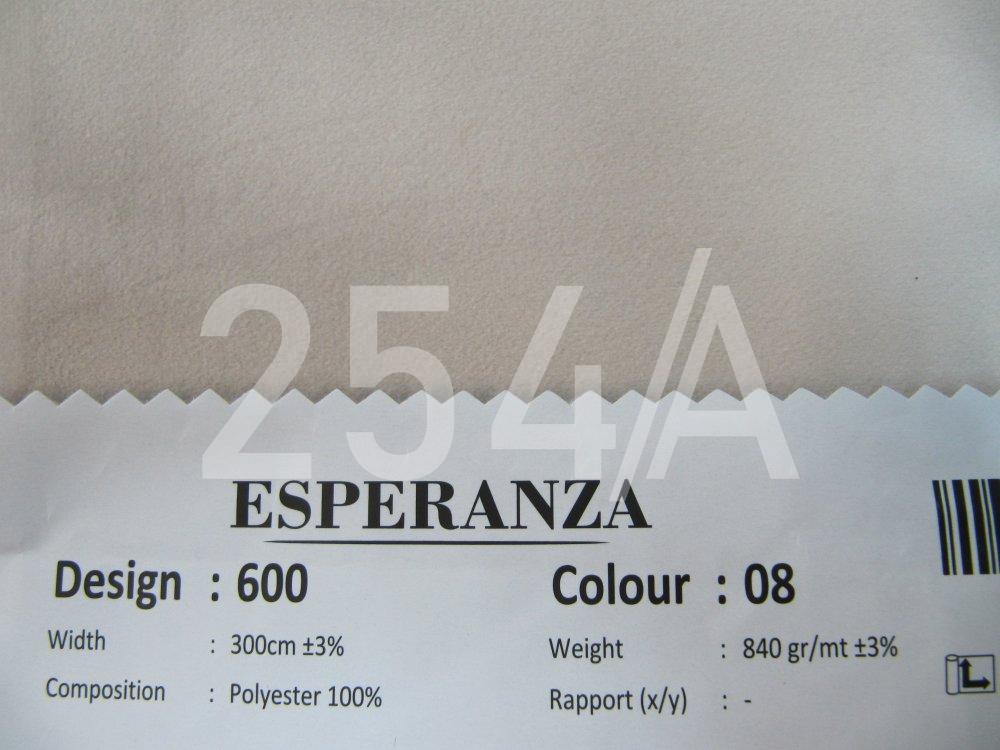 254/A
ESPERANZA
Design : 600 Colour : 08
Width : 300cm ±3% Weight : 840 gr/mt ±3%
Composition : Polyester 100% Rapport (x/y) : -